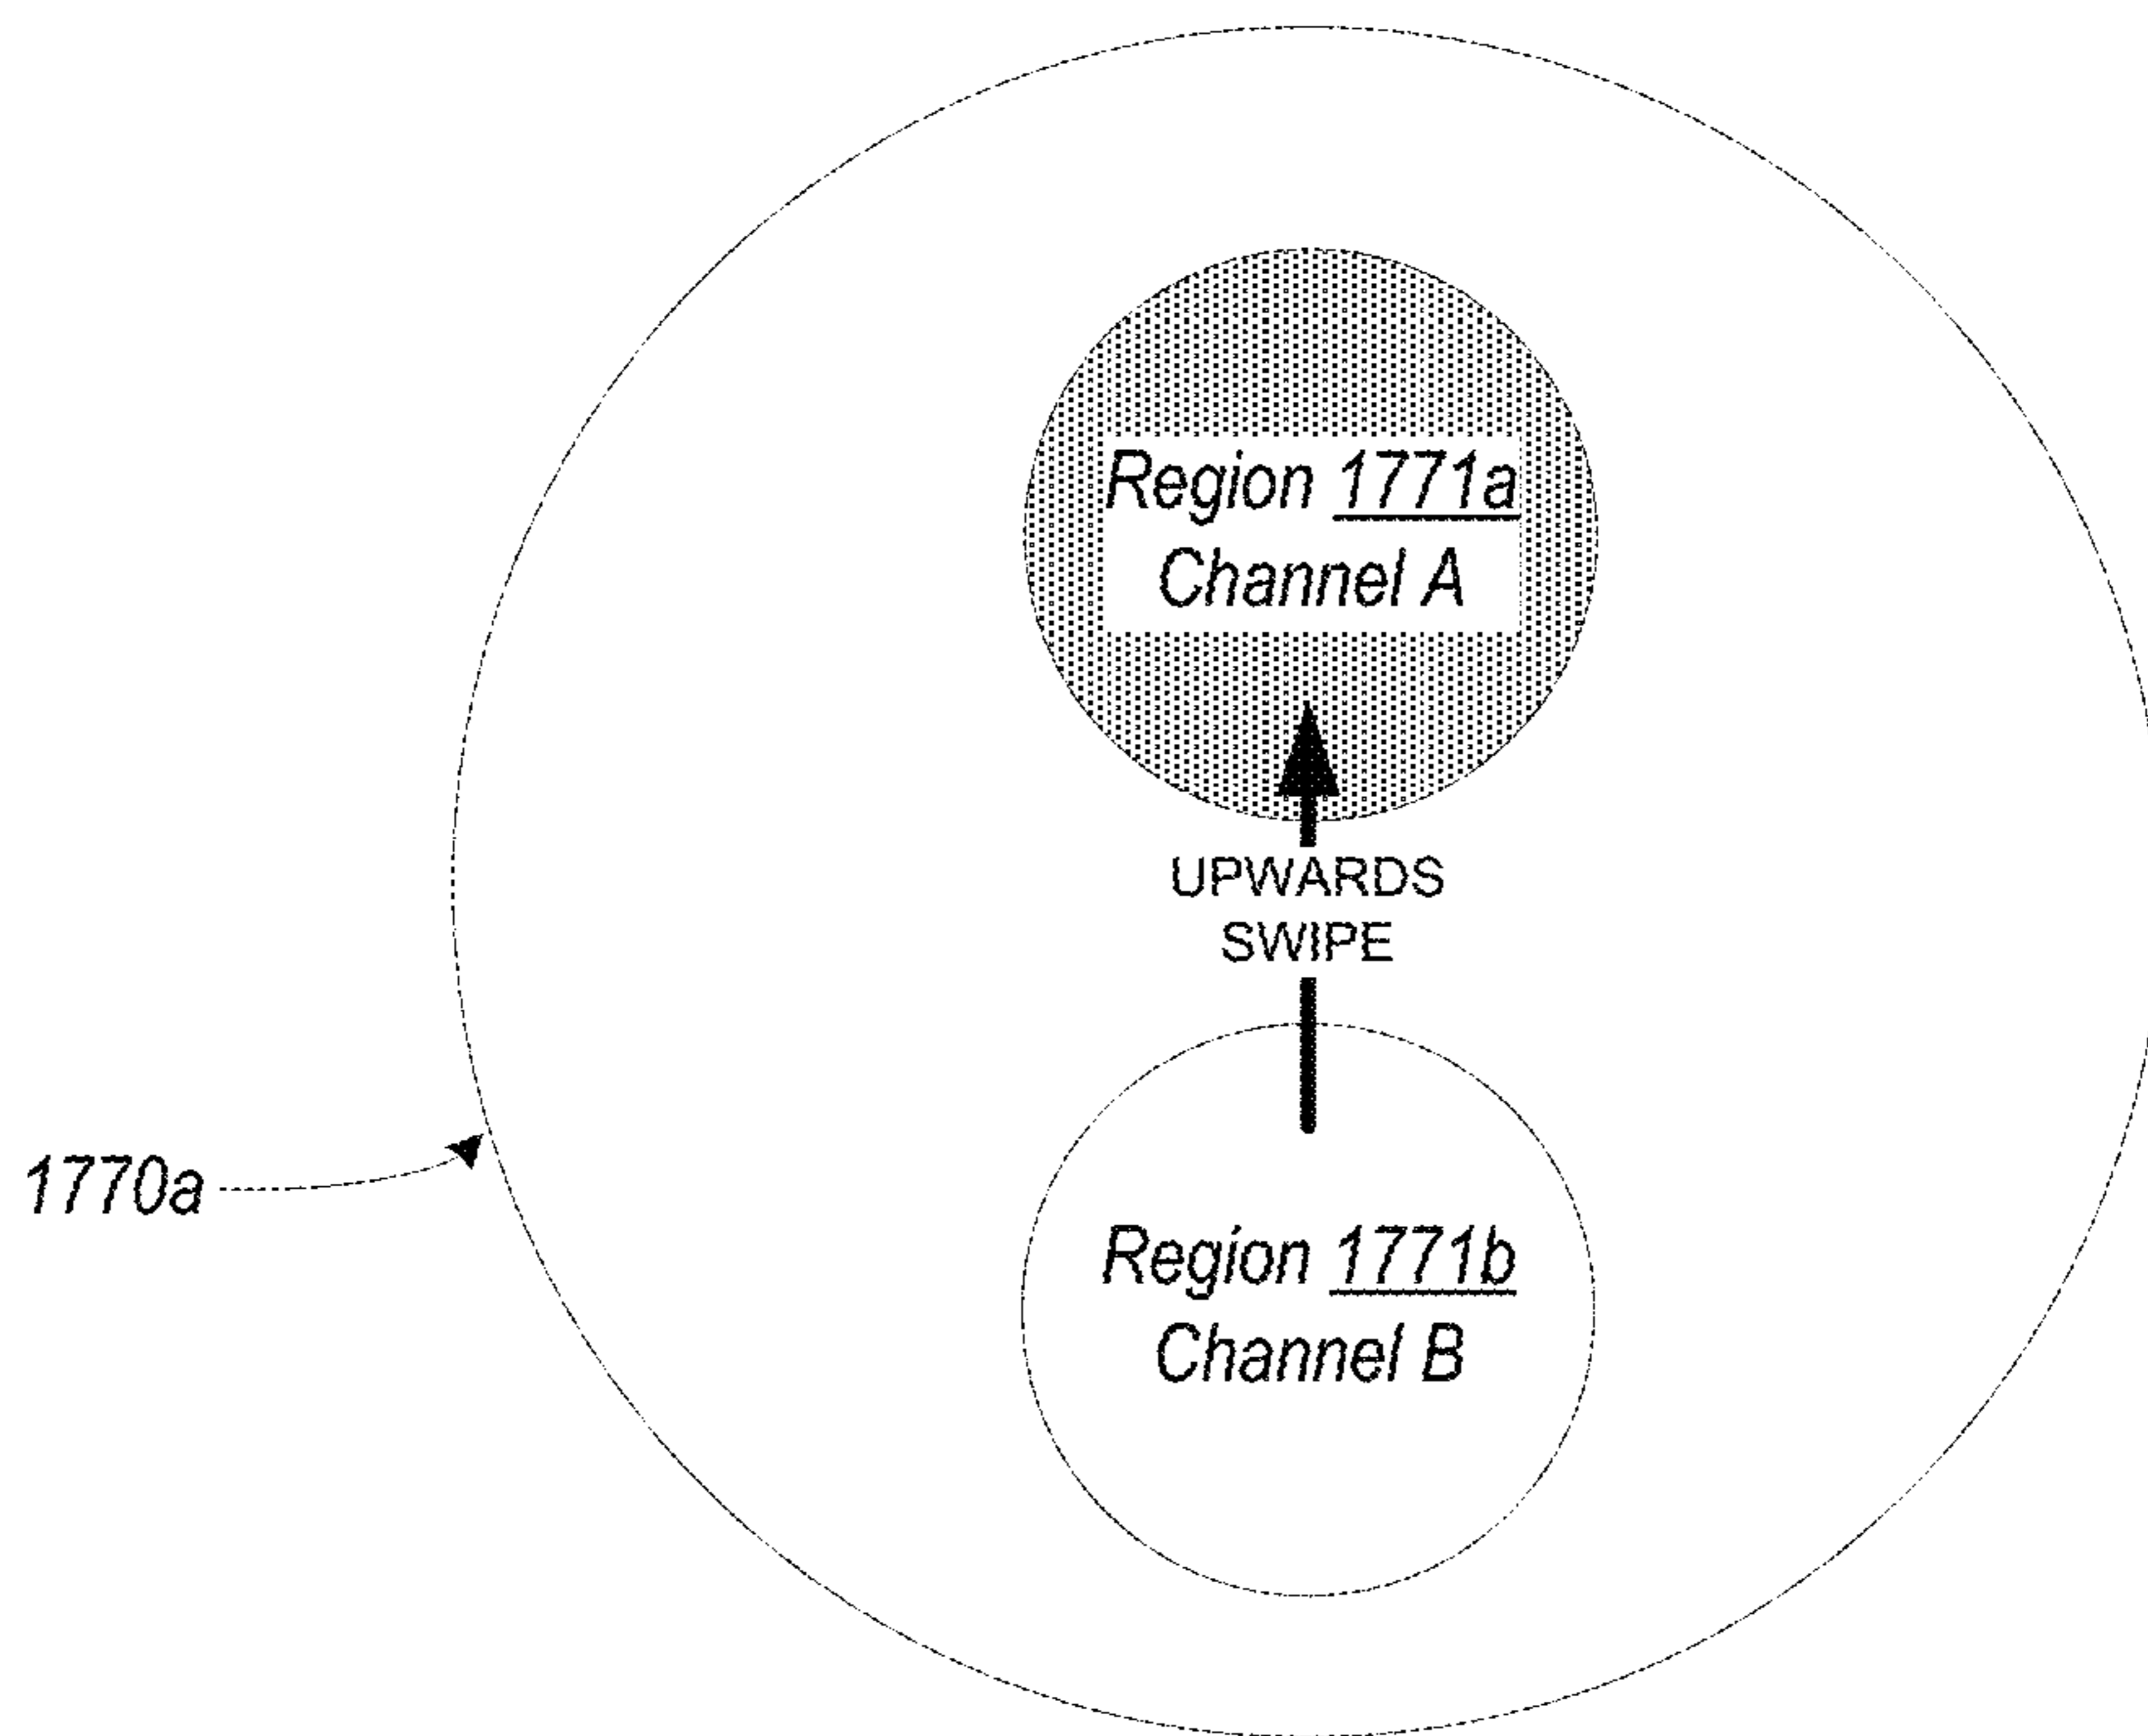 Region 1771a
Channel A
UPWARDS
SWIPE
1770a
Region 1771b
Channel B